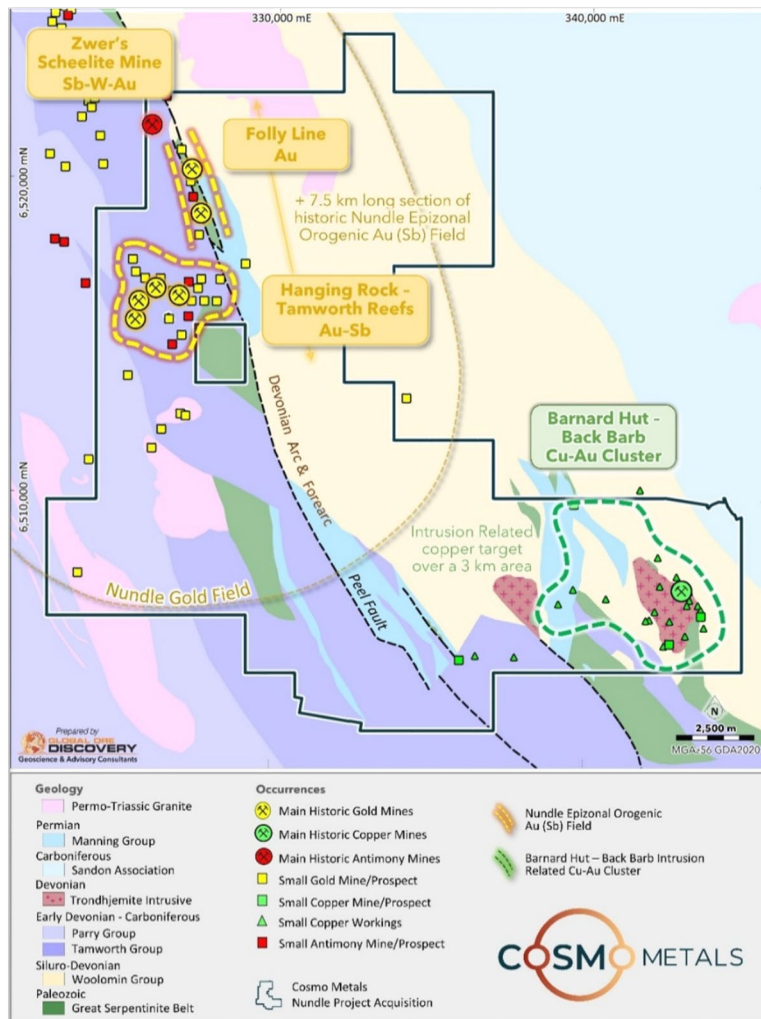 330,000 mE
340,000 mE
Zwer's
Scheelite Mine
Sb-W-Au
Folly Line
Au
6,520,000 mN
+ 7.5 km long section of
historic Nundle Epizonal
Orogenic Au (Sb) Field
Hanging Rock –
Tamworth Reefs
Au-Sb
Devonian Arc & Forearc
Barnard Hut –
Back Barb
Cu-Au Cluster
6,510,000 mN
Intrusion Related
copper target
over a 3 km area
Nundle Gold Field
Peel Fault
Prepared by
GLOBAL ORE
DISCOVERY
Geoscience & Advisory Consultants
N
2,500 m
MGAz56 GDA2020
Geology
Permo-Triassic Granite
Permian
Manning Group
Carboniferous
Sandon Association
Devonian
Trondhjemite Intrusive
Early Devonian - Carboniferous
Parry Group
Tamworth Group
Siluro-Devonian
Woolomin Group
Paleozoic
Great Serpentinite Belt
Occurrences
Main Historic Gold Mines
Main Historic Copper Mines
Main Historic Antimony Mines
Small Gold Mine/Prospect
Small Copper Mine/Prospect
Small Copper Workings
Small Antimony Mine/Prospect
Cosmo Metals
Nundle Project Acquisition
Nundle Epizonal Orogenic
Au (Sb) Field
Barnard Hut – Back Barb Intrusion
Related Cu-Au Cluster
COSMO METALS